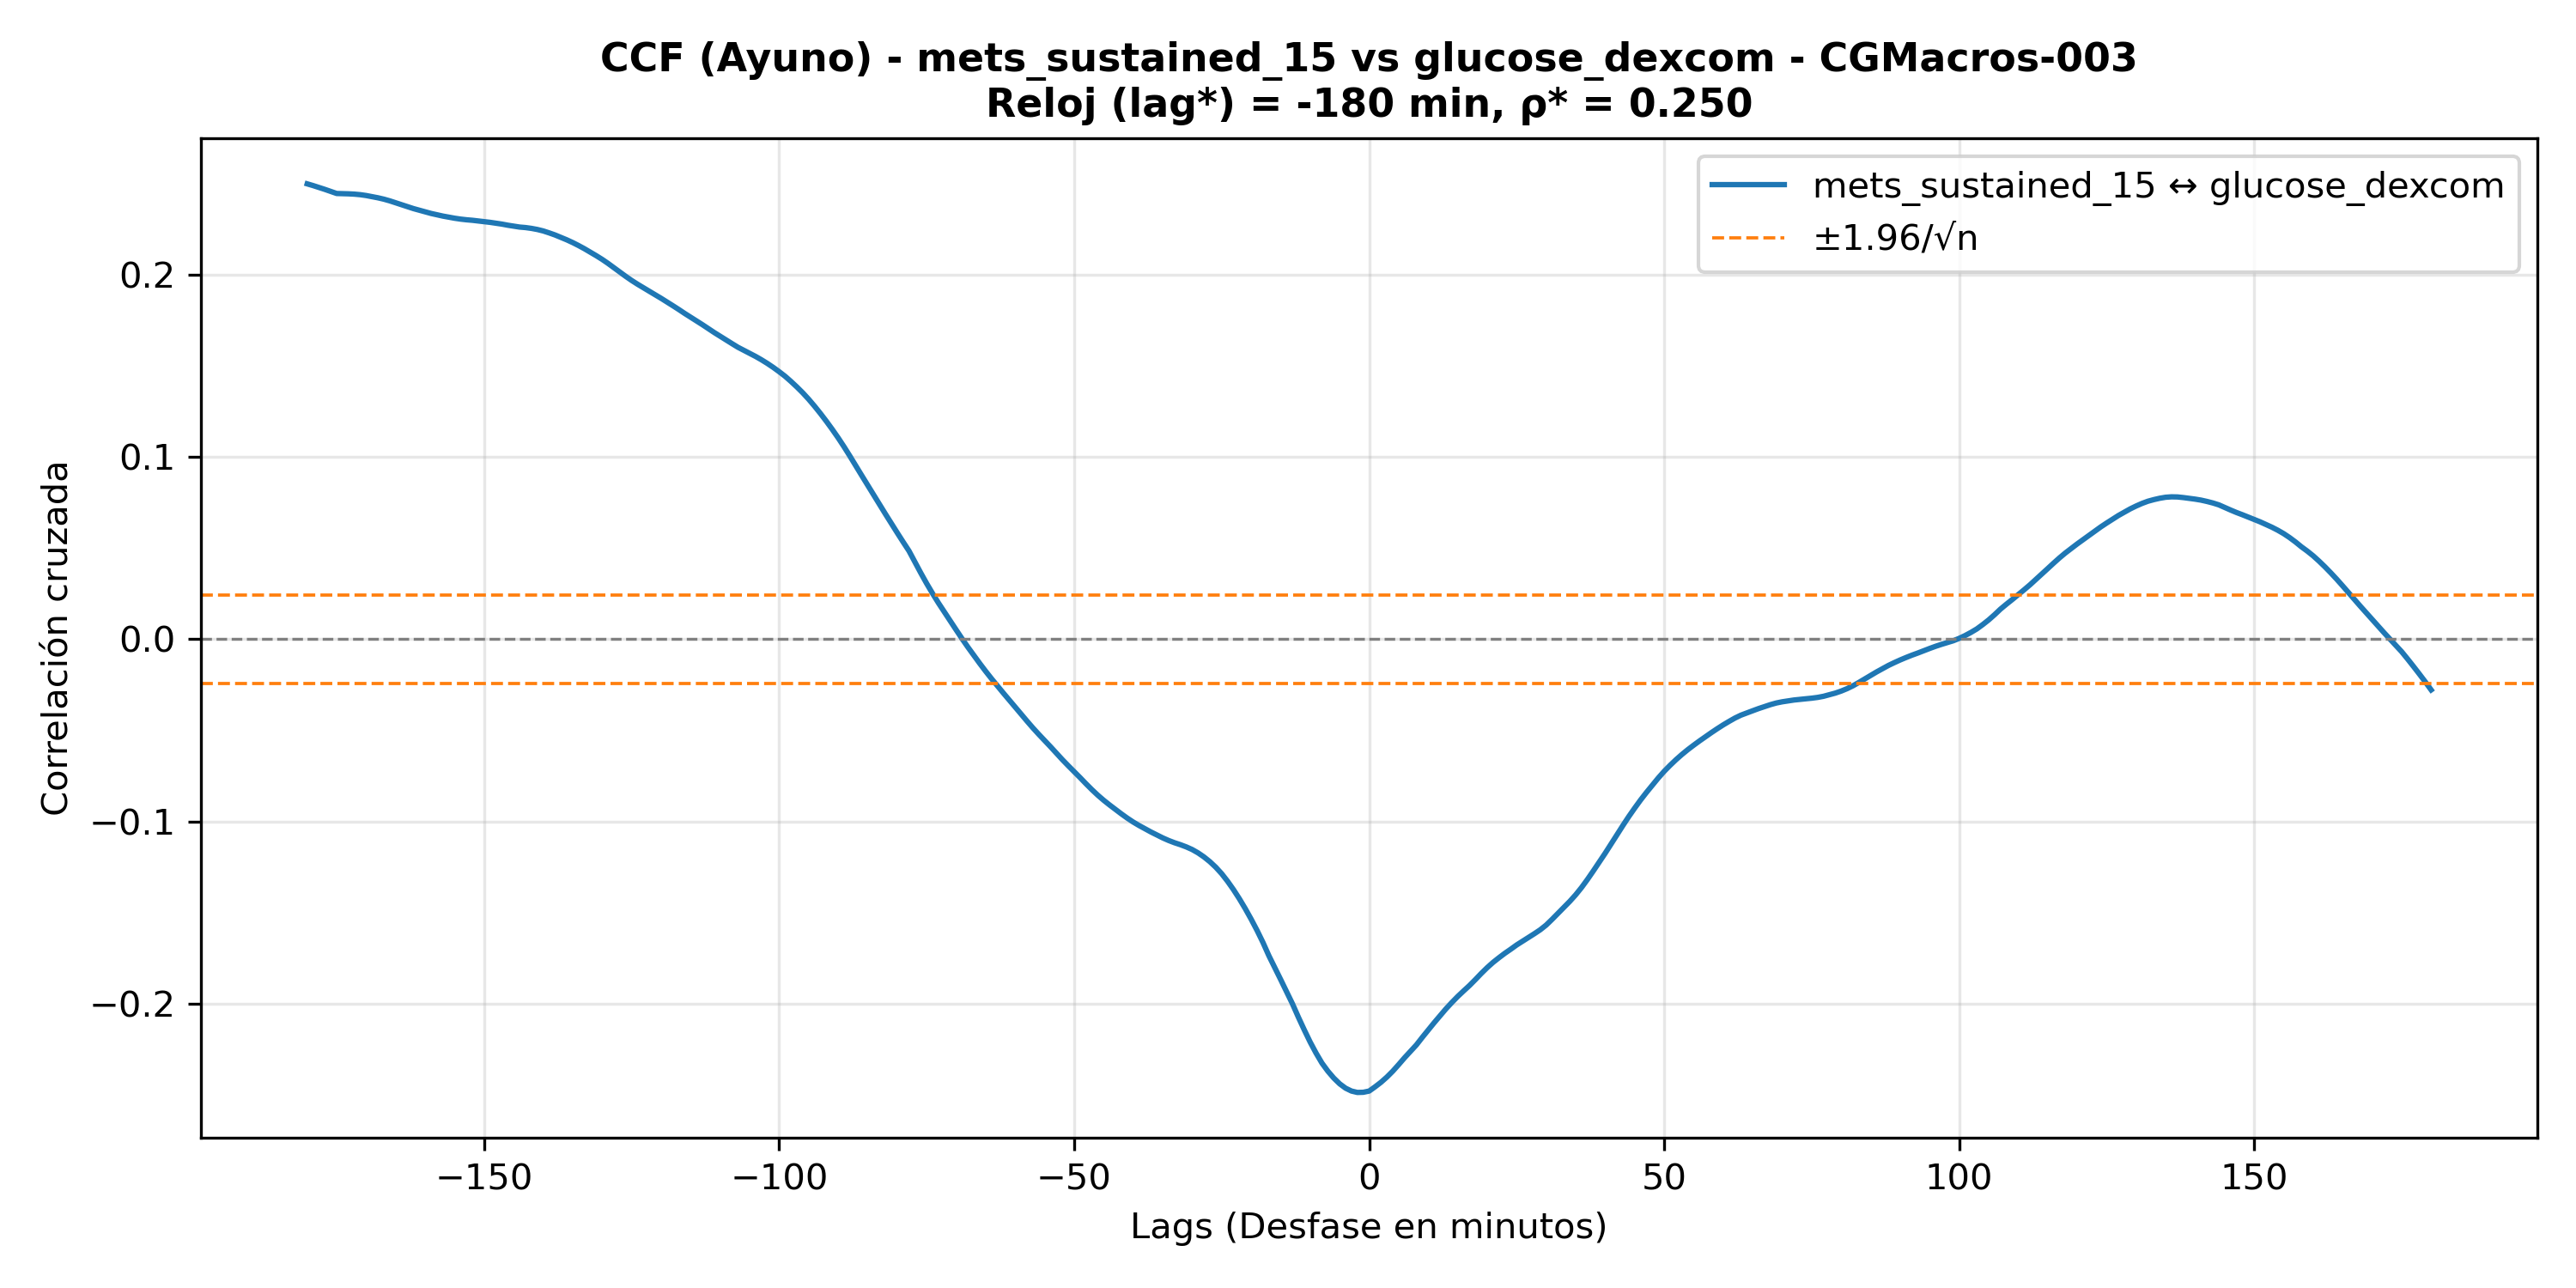 CCF (Ayuno) - mets_sustained_15 vs glucose_dexcom - CGMacros-003
Reloj (lag*) = -180 min, ρ* = 0.250
mets_sustained_15 ↔ glucose_dexcom
±1.96/√n
Correlación cruzada
0.2
0.1
0.0
−0.1
−0.2
−150
−100
−50
0
50
100
150
Lags (Desfase en minutos)